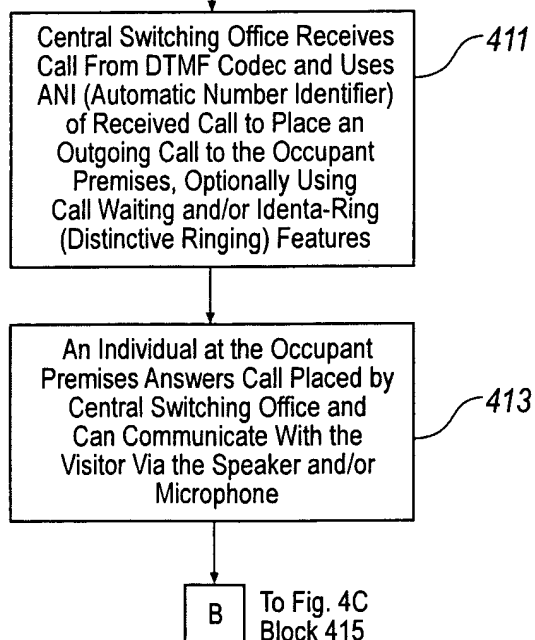 Central Switching Office Receives
Call From DTMF Codec and Uses
ANI (Automatic Number Identifier)
of Received Call to Place an
Outgoing Call to the Occupant
Premises, Optionally Using
Call Waiting and/or Identa-Ring
(Distinctive Ringing) Features
411
An Individual at the Occupant
Premises Answers Call Placed by
Central Switching Office and
Can Communicate With the
Visitor Via the Speaker and/or
Microphone
413
B
To Fig. 4C
Block 415